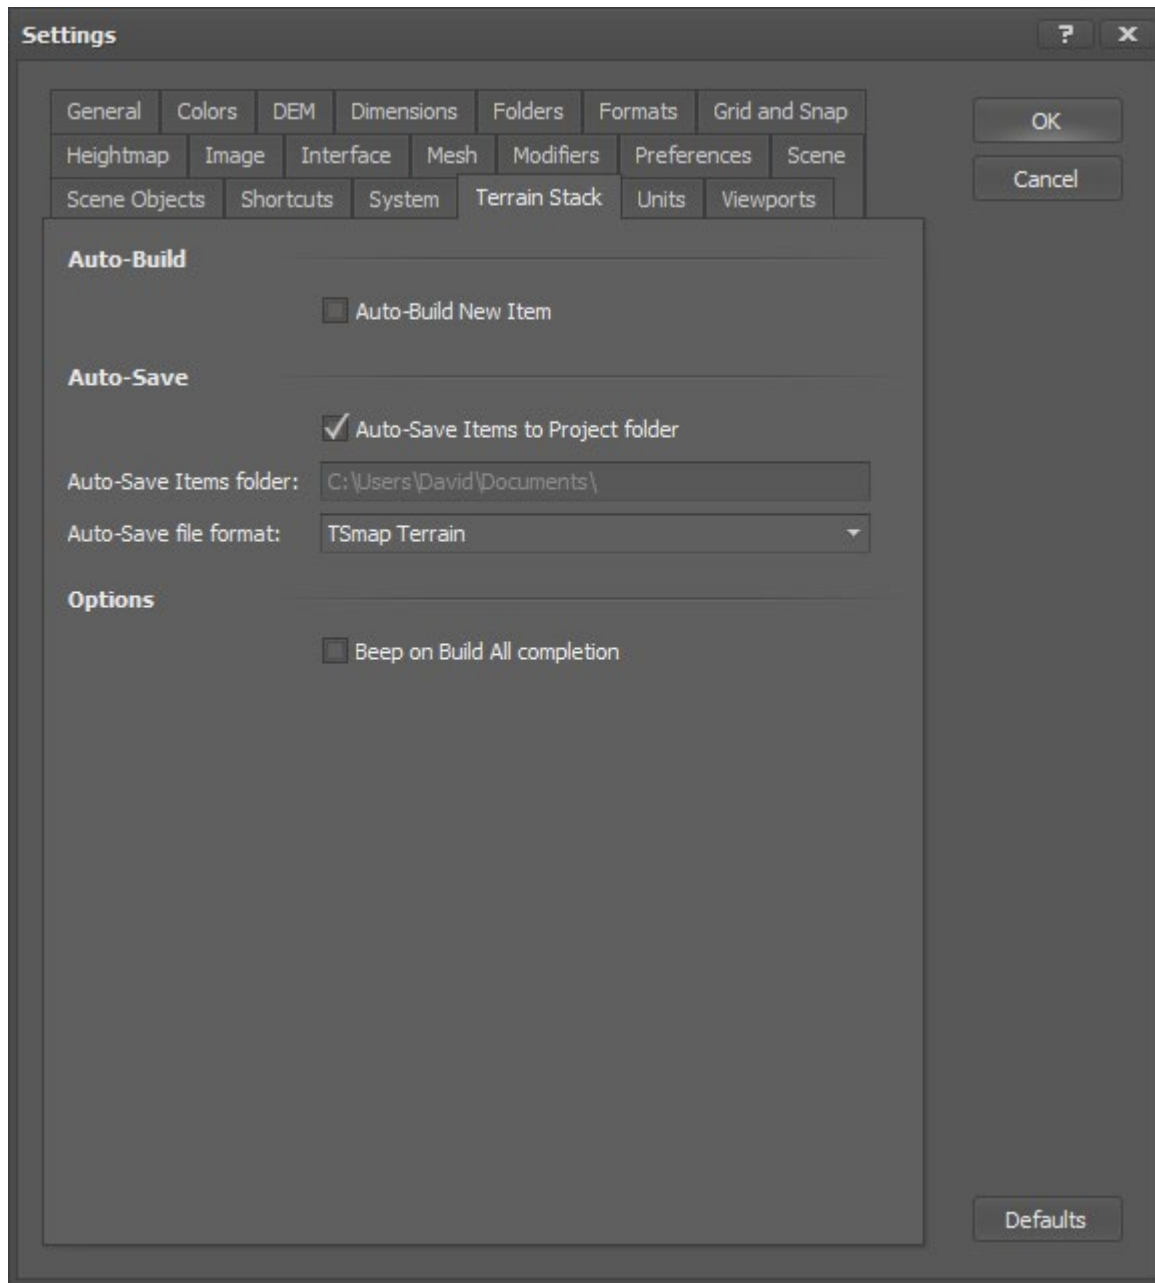 Settings ? x
General Colors DEM Dimensions Folders Formats Grid and Snap
OK
Heightmap Image Interface Mesh Modifiers Preferences Scene
Cancel
Scene Objects Shortcuts System Terrain Stack Units Viewports
Auto-Build
Auto-Build New Item
Auto-Save
Auto-Save Items to Project folder
Auto-Save Items folder: C:\Users\David\Documents\
Auto-Save file format: TSmap Terrain
Options
Beep on Build All completion
Defaults